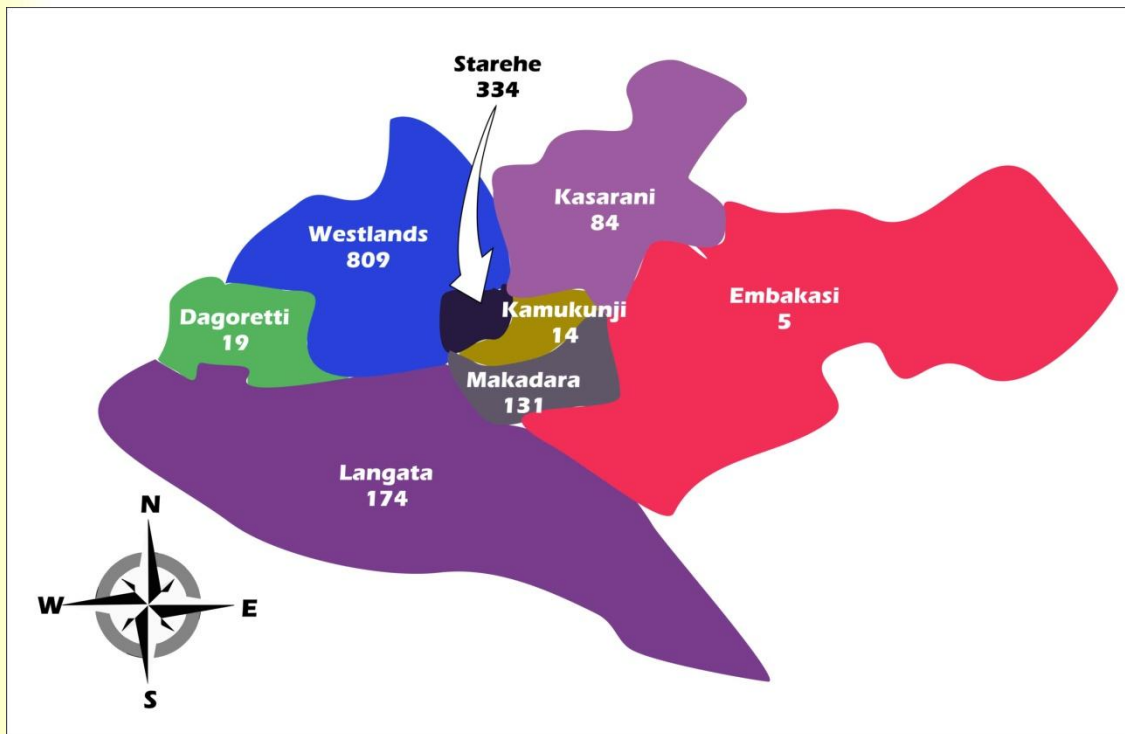 Starehe
334
Kasarani
84
Westlands
809
Embakasi
5
Kamukunji
14
Dagoretti
19
Makadara
131
Langata
174
N
W
E
S